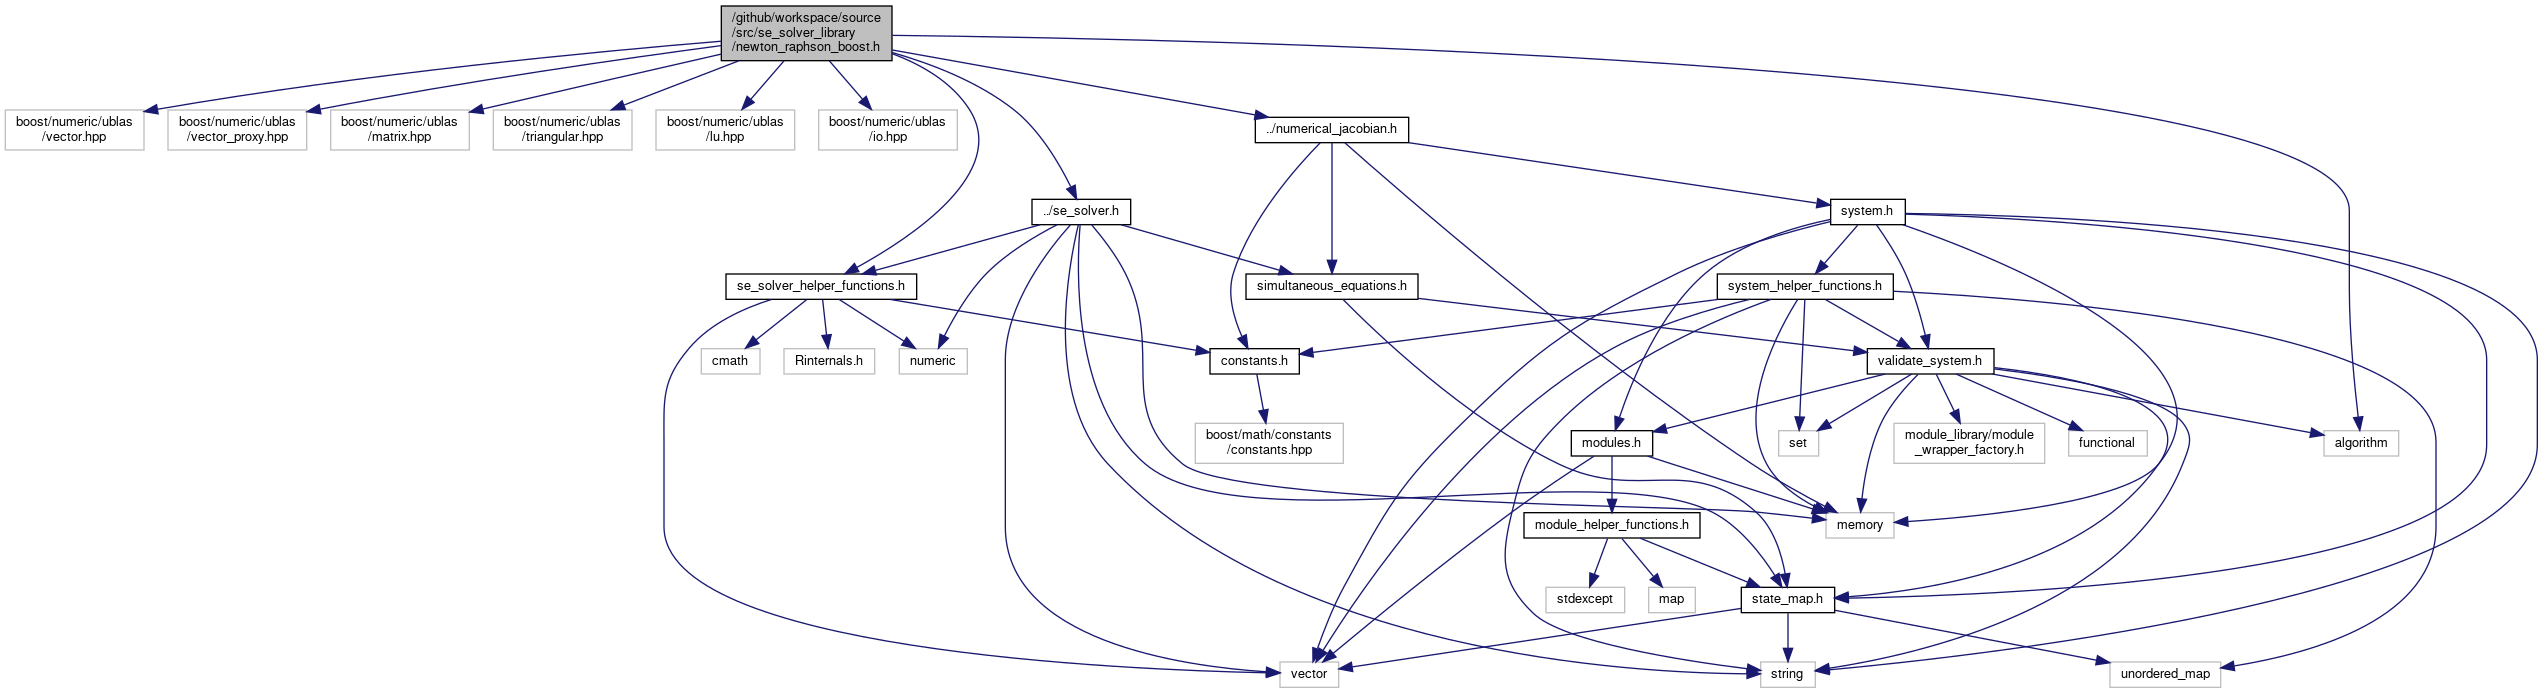 /github/workspace/source
/src/se_solver_library
/newton_raphson_boost.h
boost/numeric/ublas
/vector.hpp
boost/numeric/ublas
/vector_proxy.hpp
boost/numeric/ublas
/matrix.hpp
boost/numeric/ublas
/triangular.hpp
boost/numeric/ublas
/lu.hpp
boost/numeric/ublas
/io.hpp
../numerical_jacobian.h
../se_solver.h
system.h
se_solver_helper_functions.h
simultaneous_equations.h
system_helper_functions.h
cmath
Rinternals.h
numeric
constants.h
validate_system.h
boost/math/constants
/constants.hpp
modules.h
set
module_library/module
_wrapper_factory.h
functional
algorithm
module_helper_functions.h
memory
stdexcept
map
state_map.h
vector
string
unordered_map